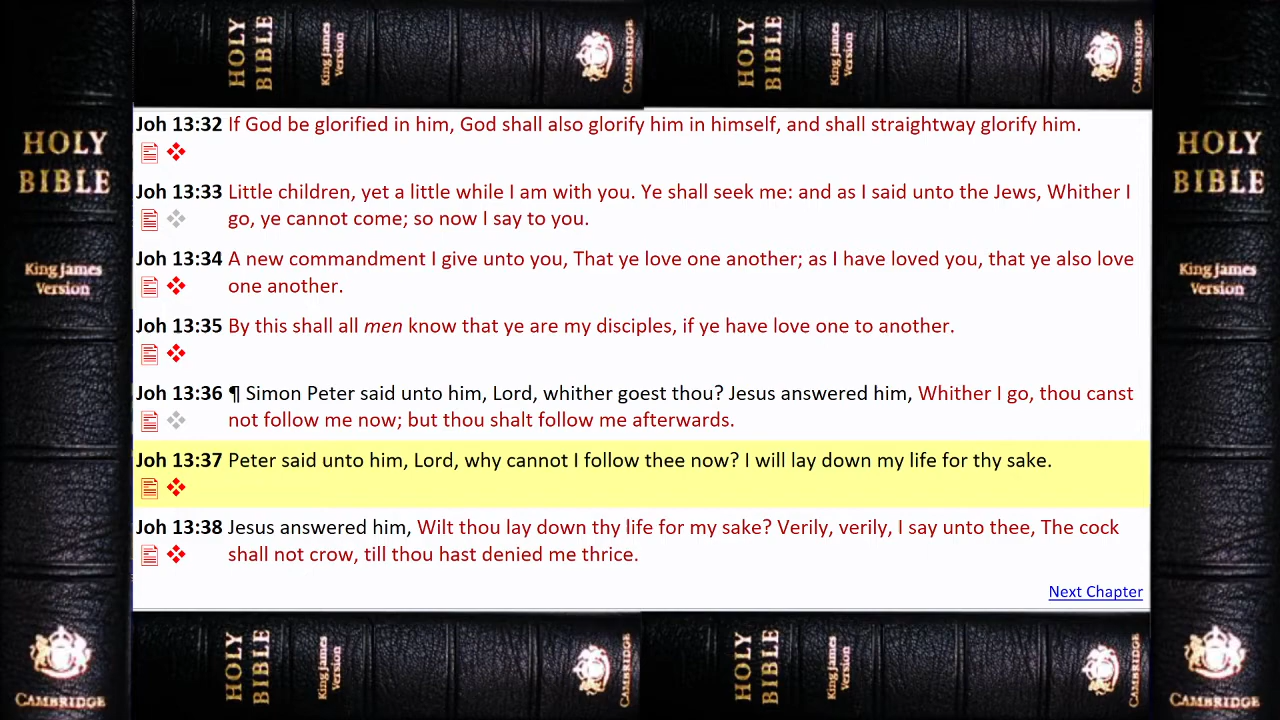 HOLY
BIBLE
King James
Version
CAMBRIDGE
HOLY
BIBLE
King James
Version
CAMBRIDGE
HOLY
BIBLE
King James
Version
CAMBRIDGE
Joh 13:32 If God be glorified in him, God shall also glorify him in himself, and shall straightway glorify him.
Joh 13:33 Little children, yet a little while I am with you. Ye shall seek me: and as I said unto the Jews, Whither I
go, ye cannot come; so now I say to you.
Joh 13:34 A new commandment I give unto you, That ye love one another; as I have loved you, that ye also love
one another.
Joh 13:35 By this shall all men know that ye are my disciples, if ye have love one to another.
Joh 13:36 ¶ Simon Peter said unto him, Lord, whither goest thou? Jesus answered him, Whither I go, thou canst
not follow me now; but thou shalt follow me afterwards.
Joh 13:37 Peter said unto him, Lord, why cannot I follow thee now? I will lay down my life for thy sake.
Joh 13:38 Jesus answered him, Wilt thou lay down thy life for my sake? Verily, verily, I say unto thee, The cock
shall not crow, till thou hast denied me thrice.
Next Chapter
HOLY
BIBLE
King James
Version
CAMBRIDGE
HOLY
BIBLE
King James
Version
CAMBRIDGE
HOLY
BIBLE
King James
Version
CAMBRIDGE